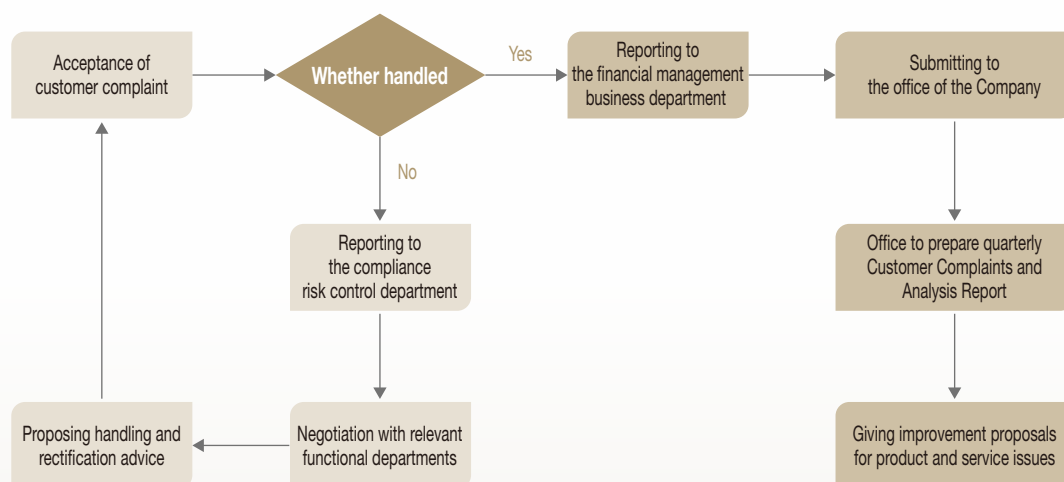 Acceptance of
customer complaint
Whether handled
Yes
Reporting to
the financial management
business department
Submitting to
the office of the Company
No
Reporting to
the compliance
risk control department
Office to prepare quarterly
Customer Complaints and
Analysis Report
Proposing handling and
rectification advice
Negotiation with relevant
functional departments
Giving improvement proposals
for product and service issues